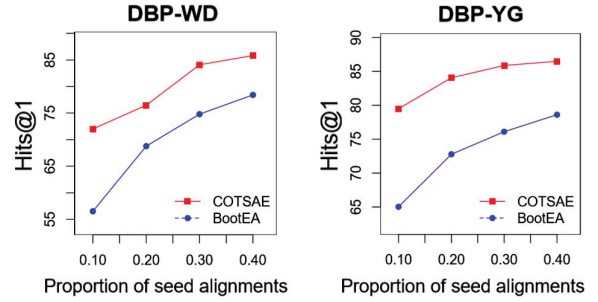 DBP-WD
Hits@1
85
75
65
55
COTSAE
BootEA
0.10 0.20 0.30 0.40
Proportion of seed alignments
DBP-YG
Hits@1
90
85
80
75
70
65
COTSAE
BootEA
0.10 0.20 0.30 0.40
Proportion of seed alignments